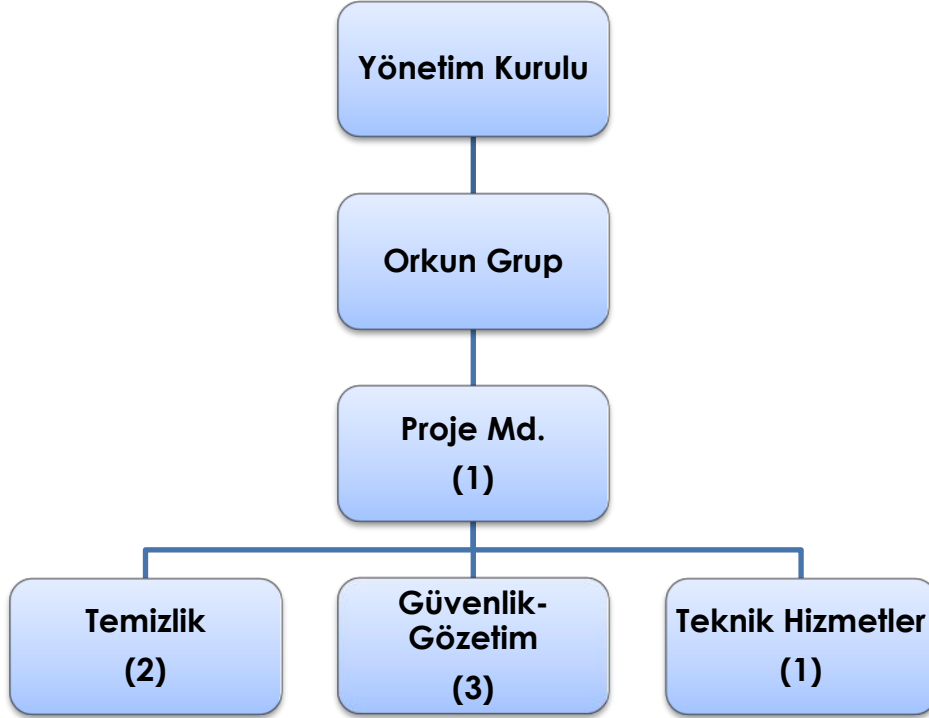 Yönetim Kurulu
Orkun Grup
Proje Md.
(1)
Temizlik
(2)
Güvenlik-
Gözetim
(3)
Teknik Hizmetler
(1)